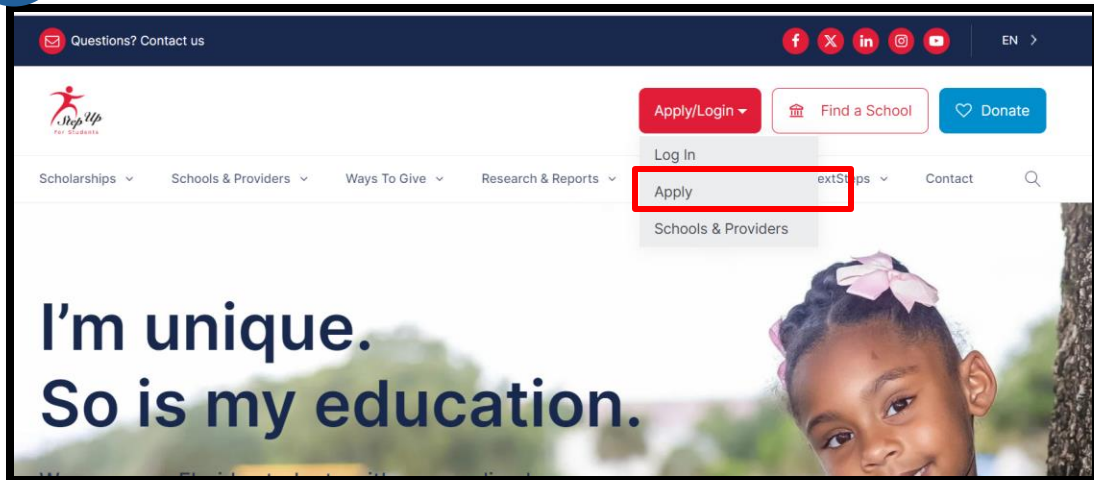 Questions? Contact us
EN >
Step Up
For Students
Apply/Login
Find a School
Donate
Log In
Apply
Schools & Providers
Scholarships
Schools & Providers
Ways To Give
Research & Reports
extSteps
Contact
I'm unique.
So is my education.